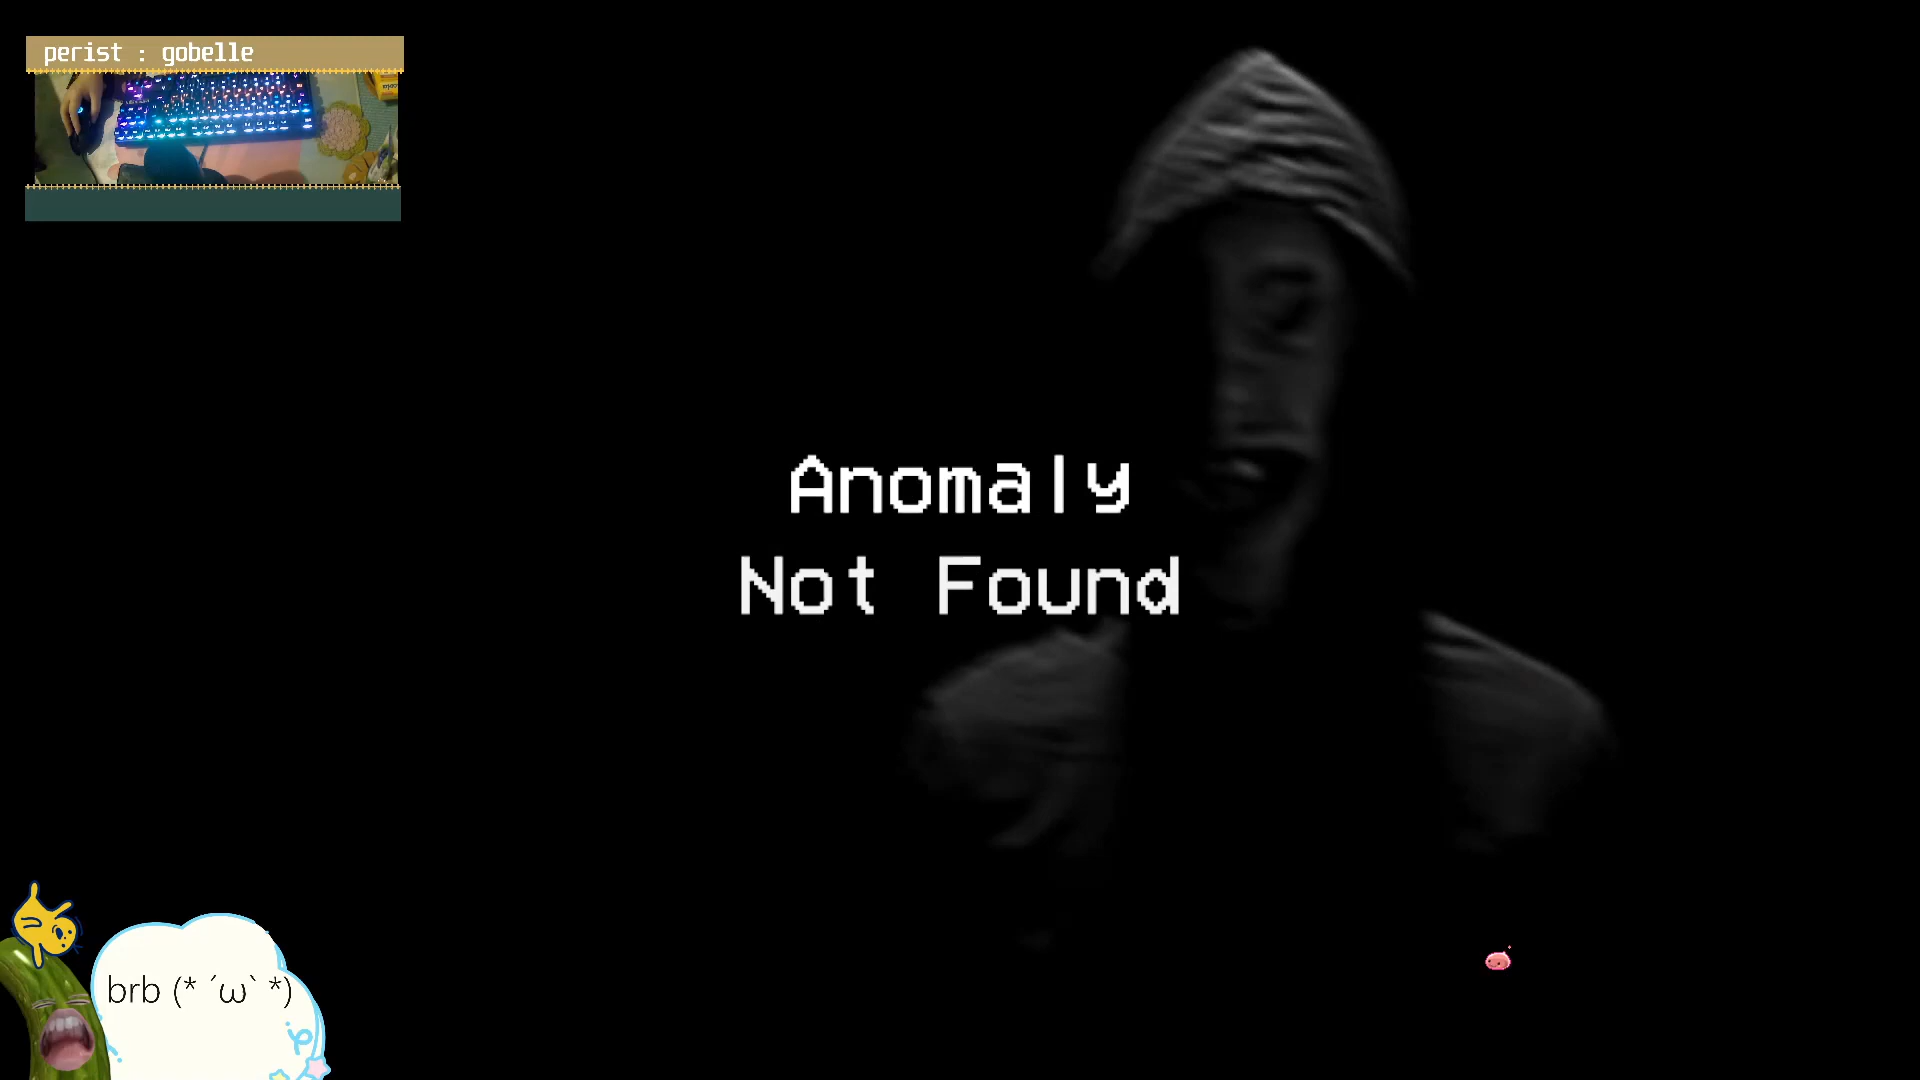 perist : gobelle
Anomaly
Not Found
brb (* ´ω` *)